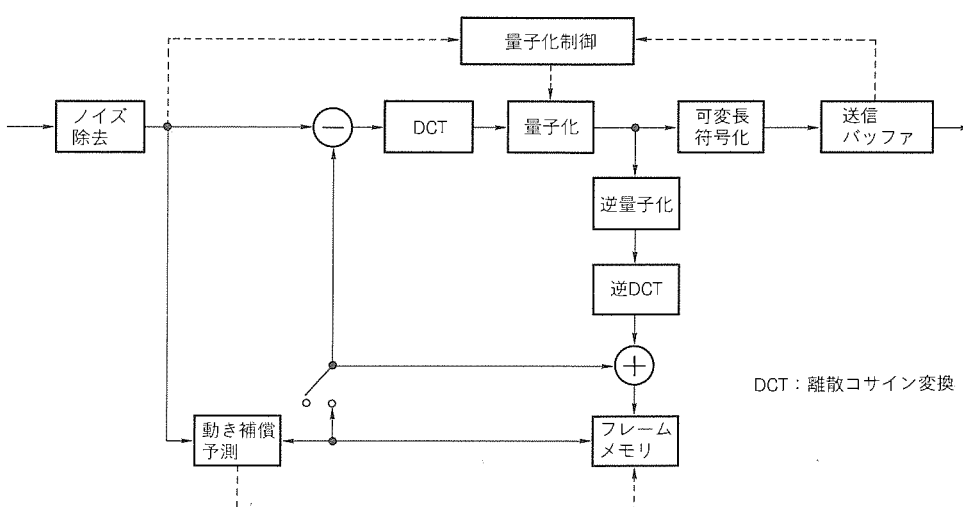 量子化制御
ノイズ
除去
－
DCT
量子化
可変長
符号化
送信
バッファ
逆量子化
逆DCT
＋
DCT：離散コサイン変換
動き補償
予測
フレーム
メモリ